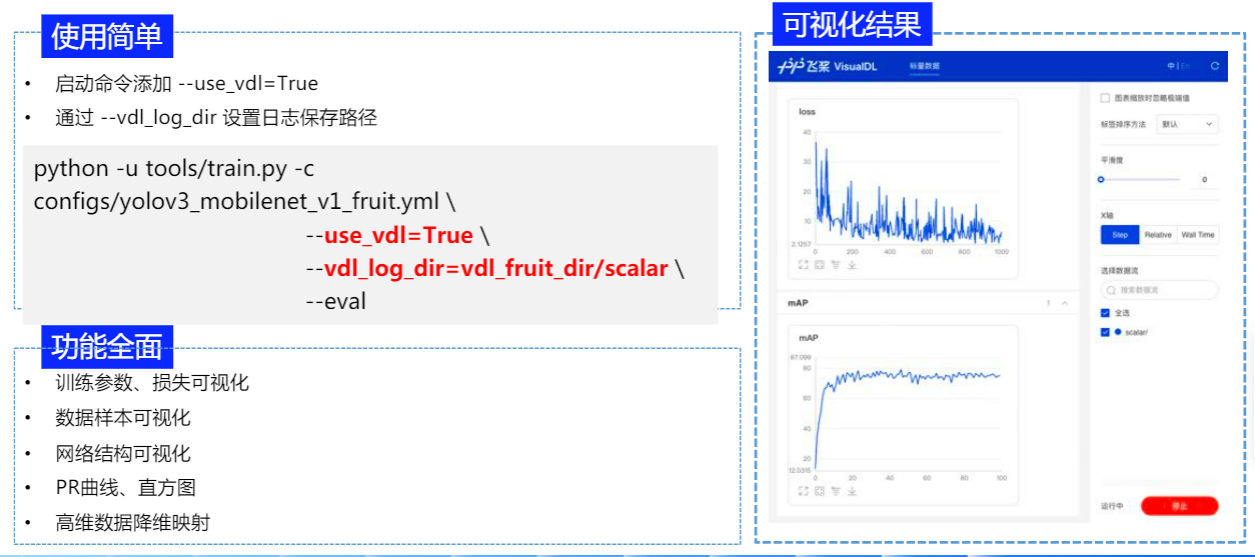 使用简单
• 启动命令添加 --use_vdl=True
• 通过 --vdl_log_dir 设置日志保存路径
python -u tools/train.py -c
configs/yolov3_mobilenet_v1_fruit.yml \
--use_vdl=True \
--vdl_log_dir=vdl_fruit_dir/scalar \
--eval
功能全面
• 训练参数、损失可视化
• 数据样本可视化
• 网络结构可视化
• PR曲线、直方图
• 高维数据降维映射
可视化结果
飞桨 VisualDL 标量数据 中 | En
loss
40
30
20
10
2.1257
0 200 400 600 800 1000
mAP 1
mAP
87.099
80
60
40
20
12.0315
0 20 40 60 80 100
图表缩放时忽略极端值
标签排序方法 默认
平滑度
0
X轴
Step Relative Wall Time
选择数据流
搜索数据流
全选
scalar/
运行中 停止